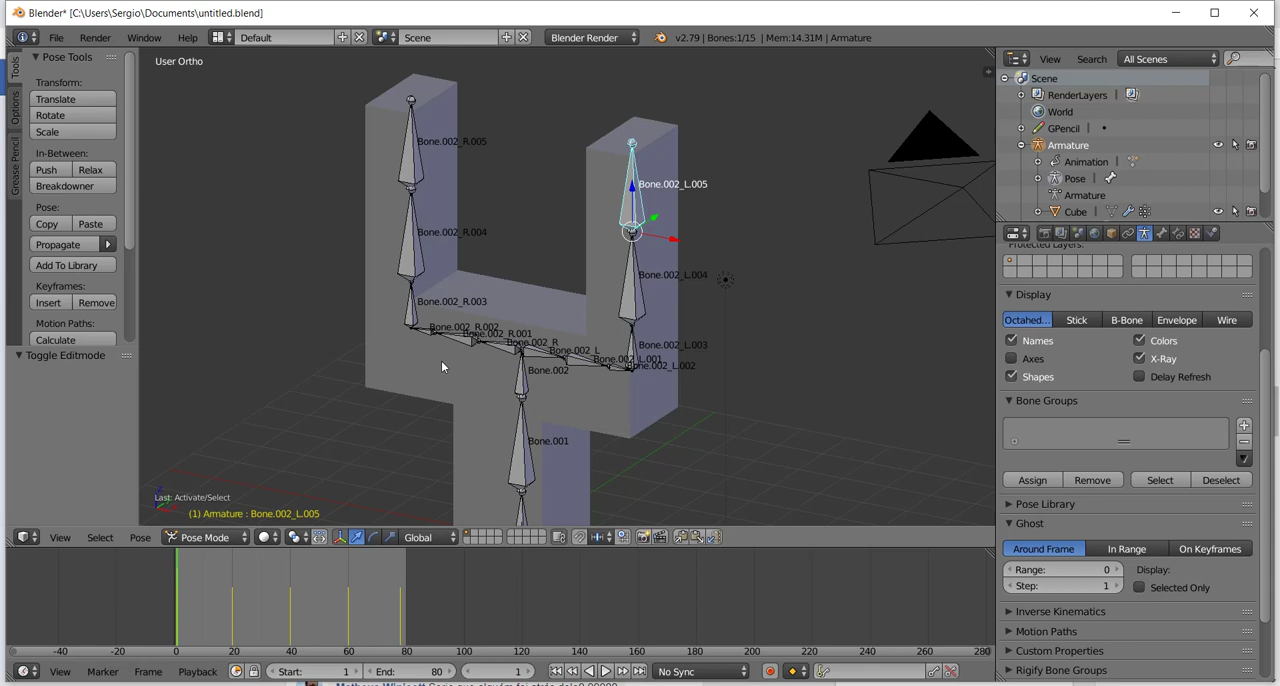 Blender* [C:\Users\Sergio\Documents\untitled.blend]
File Render Window Help Default Scene Blender Render v2.79 | Bones:1/15 | Mem:14.31M | Armature
Tools
Options
Grease Pencil
Pose Tools
Transform:
Translate
Rotate
Scale
In-Between:
Push Relax
Breakdowner
Pose:
Copy Paste
Propagate
Add To Library
Keyframes:
Insert Remove
Motion Paths:
Calculate
Toggle Editmode
User Ortho
Bone.002_R.005
Bone.002_L.005
Bone.002_R.004
Bone.002_L.004
Bone.002_R.003
Bone.002_R.002
Bone.002_R.001
Bone.002_R
Bone.002_L.003
Bone.002_L
Bone.002_L.001
Bone.002_L.002
Bone.002
Bone.001
Last: Activate/Select
(1) Armature : Bone.002_L.005
View Select Pose Pose Mode Global
-40 -20 0 20 40 60 80 100 120 140 160 180 200 220 240 260 280
View Marker Frame Playback Start: 1 End: 80 1 No Sync
View Search All Scenes
Scene
RenderLayers
World
GPencil
Armature
Animation
Pose
Armature
Cube
Protected Layers:
Display
Octahed... Stick B-Bone Envelope Wire
Names Colors
Axes X-Ray
Shapes Delay Refresh
Bone Groups
Assign Remove Select Deselect
Pose Library
Ghost
Around Frame In Range On Keyframes
Range: 0 Display:
Step: 1 Selected Only
Inverse Kinematics
Motion Paths
Custom Properties
Rigify Bone Groups